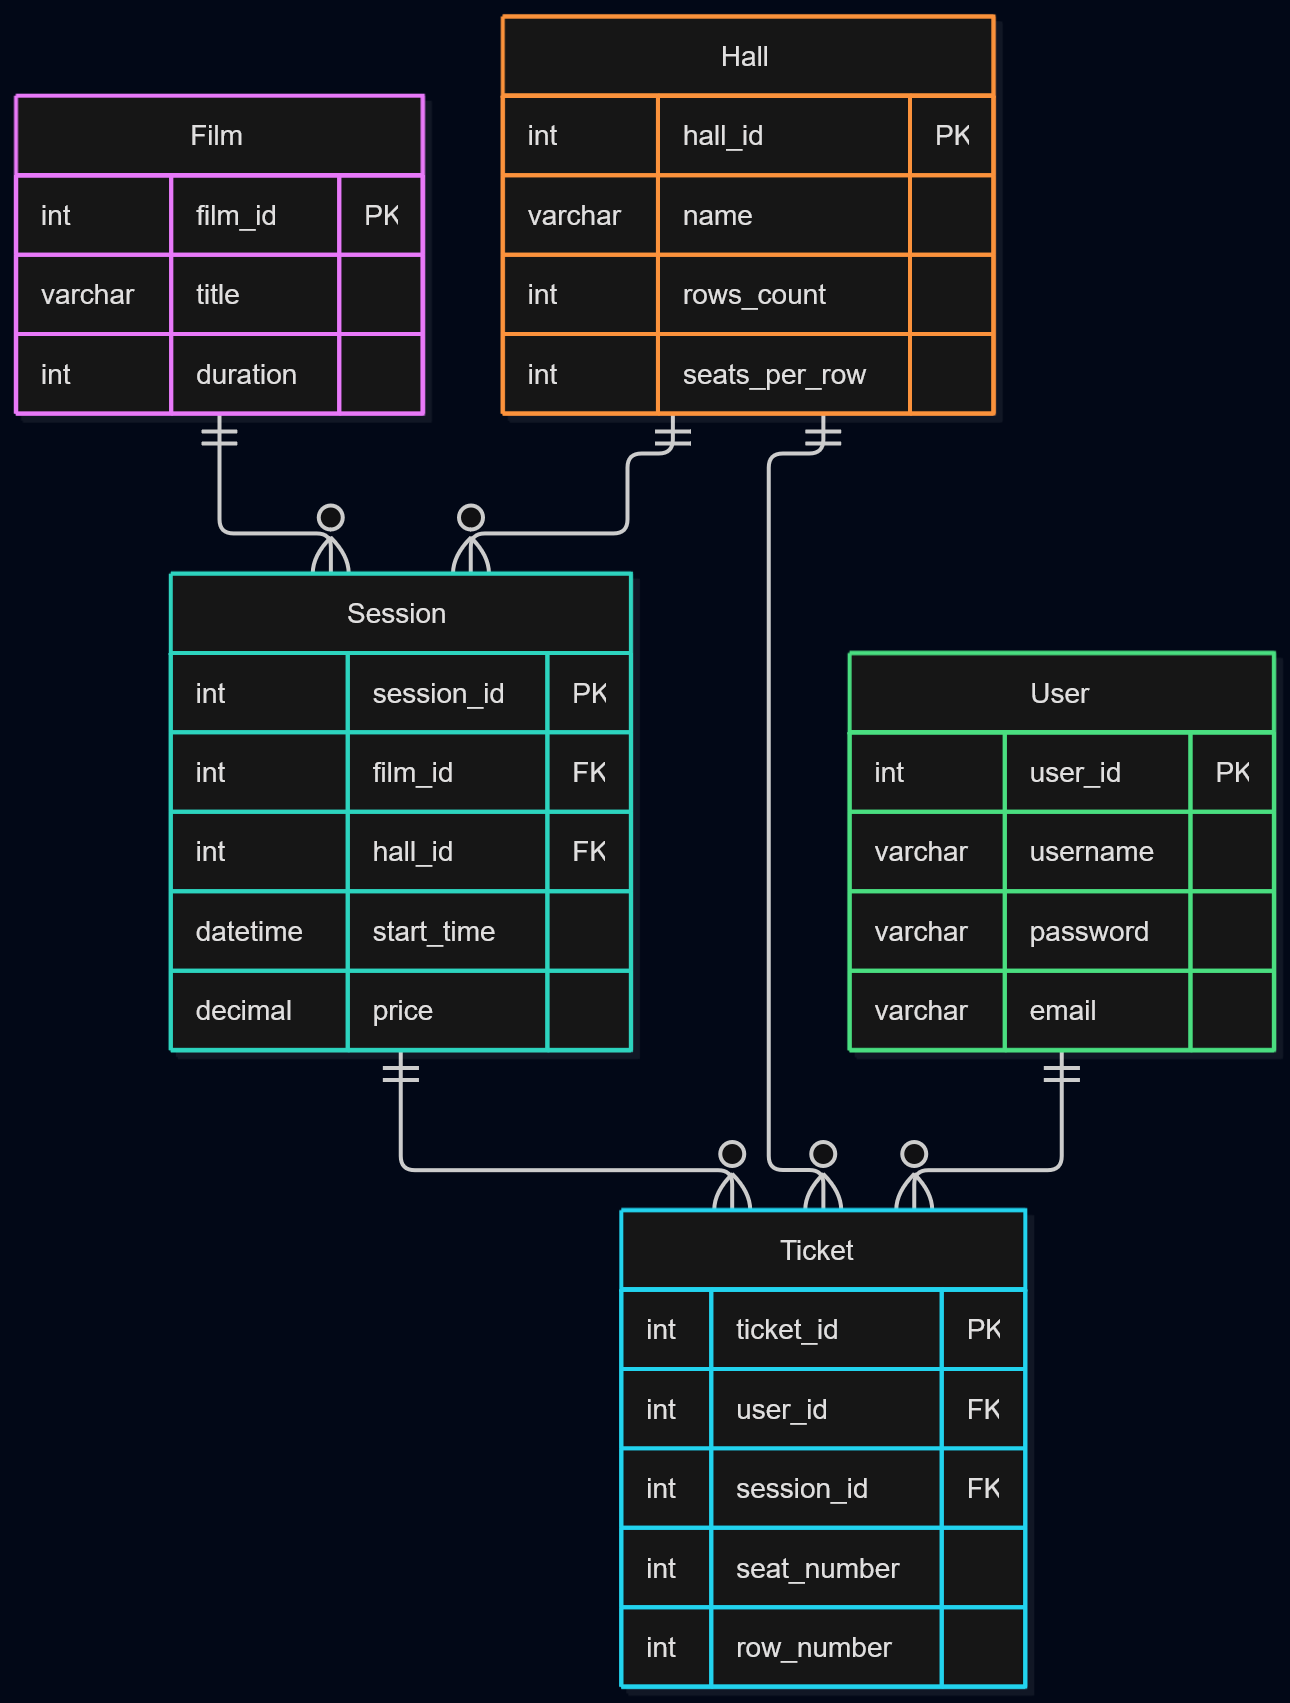 Hall
int hall_id PK
varchar name
int rows_count
int seats_per_row
Film
int film_id PK
varchar title
int duration
Session
int session_id PK
int film_id FK
int hall_id FK
datetime start_time
decimal price
User
int user_id PK
varchar username
varchar password
varchar email
Ticket
int ticket_id PK
int user_id FK
int session_id FK
int seat_number
int row_number